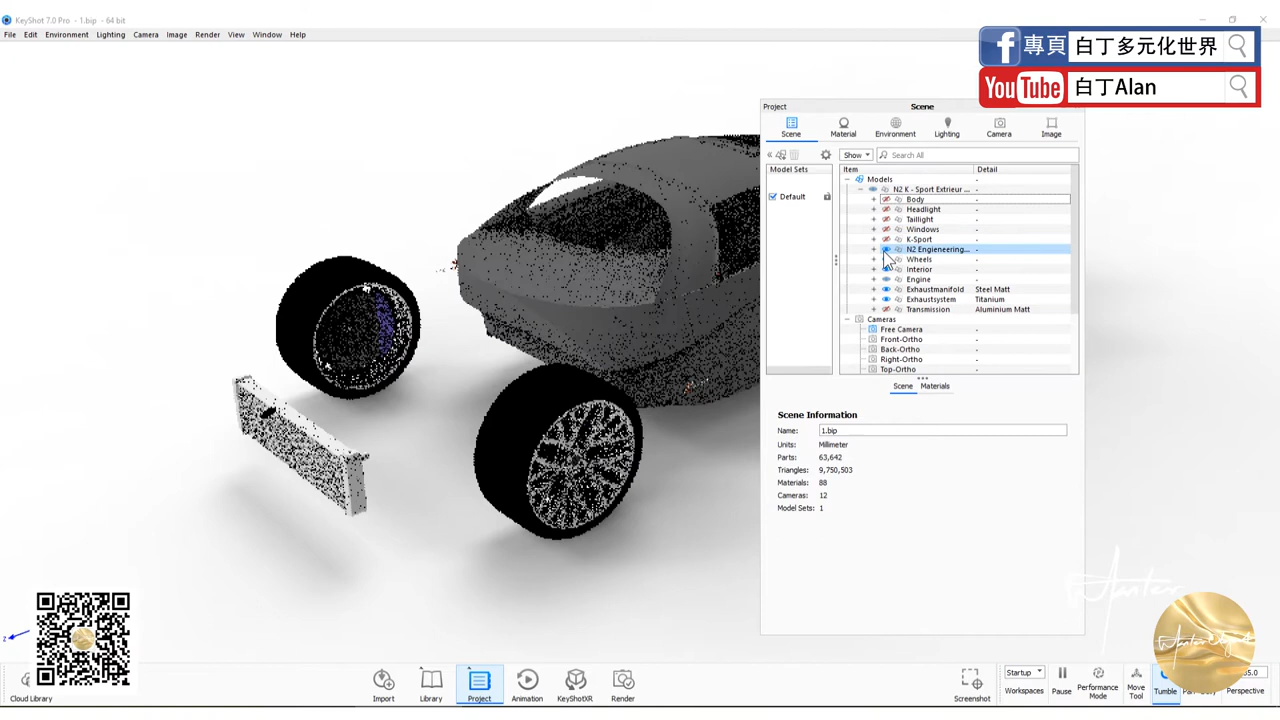 KeyShot 7.0 Pro - 1.bip - 64 bit
File Edit Environment Lighting Camera Image Render View Window Help
f 專頁 白丁多元化世界
YouTube 白丁Alan
Project Scene
Scene Material Environment Lighting Camera Image
Show Search All
Model Sets
Default
Item Detail
Models -
N2 K - Sport Extrieur ... -
Body -
Headlight -
Taillight -
Windows -
K-Sport -
N2 Engieneering... -
Wheels -
Interior -
Engine -
Exhaustmanifold Steel Matt
Exhaustsystem Titanium
Transmission Aluminium Matt
Cameras -
Free Camera -
Front-Ortho -
Back-Ortho -
Right-Ortho -
Top-Ortho -
Scene Materials
Scene Information
Name: 1.bip
Units: Millimeter
Parts: 63,642
Triangles: 9,750,503
Materials: 88
Cameras: 12
Model Sets: 1
z
Cloud Library
Import Library Project Animation KeyShotXR Render
Screenshot
Startup
Workspaces Pause Performance Mode Move Tool Tumble Perspective